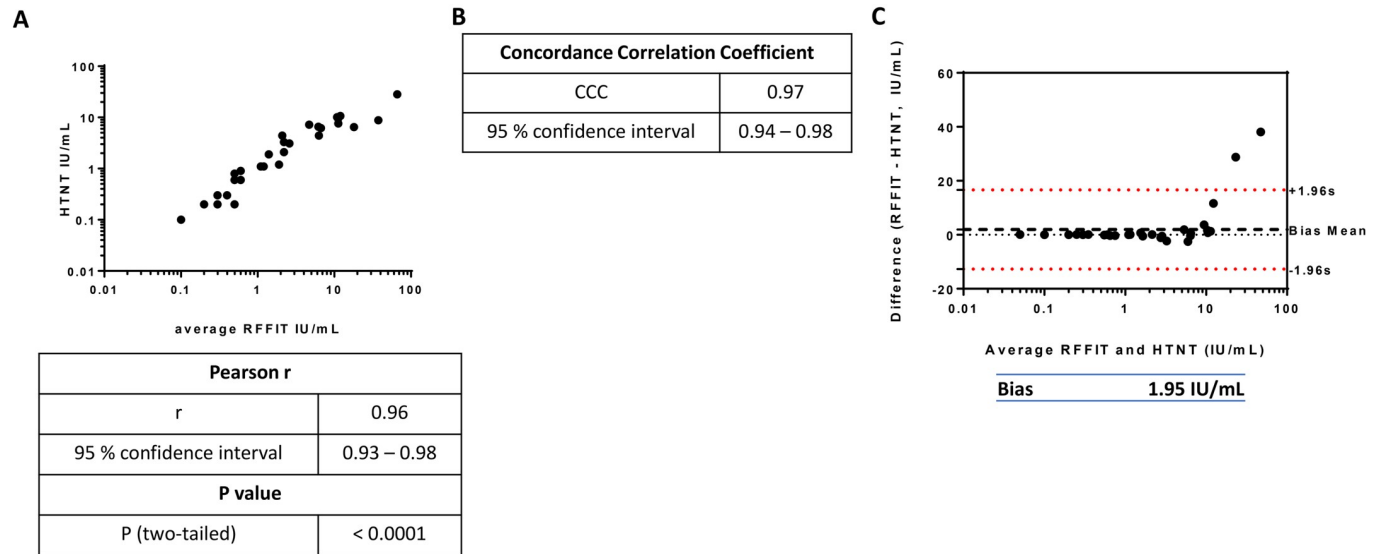 A
HTNT IU/mL
100
10
1
0.1
0.01
0.01 0.1 1 10 100
average RFFIT IU/mL
Pearson r
r 0.96
95 % confidence interval 0.93 – 0.98
P value
P (two-tailed) < 0.0001
B
Concordance Correlation Coefficient
CCC 0.97
95 % confidence interval 0.94 – 0.98
C
Difference (RFFIT - HTNT, IU/mL)
60
40
20
0
-20
+1.96s
Bias Mean
-1.96s
0.01 0.1 1 10 100
Average RFFIT and HTNT (IU/mL)
Bias 1.95 IU/mL